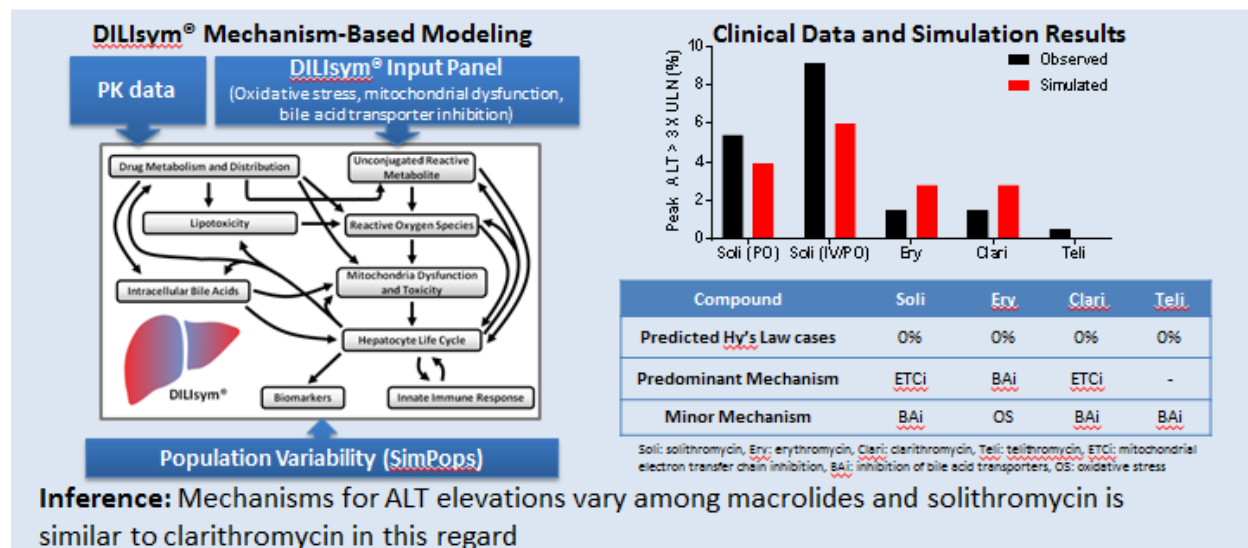 DILIsym® Mechanism-Based Modeling
PK data
DILIsym® Input Panel
(Oxidative stress, mitochondrial dysfunction,
bile acid transporter inhibition)
Drug Metabolism and Distribution
Unconjugated Reactive
Metabolite
Lipotoxicity
Reactive Oxygen Species
Mitochondria Dysfunction
and Toxicity
Intracellular Bile Acids
Hepatocyte Life Cycle
DILIsym®
Biomarkers
Innate Immune Response
Population Variability (SimPops)
Clinical Data and Simulation Results
Peak ALT > 3 X ULN (%)
10
8
6
4
2
0
Observed
Simulated
Soli (PO) Soli (IV/PO) Ery Clari Teli
Compound Soli Ery Clari Teli
Predicted Hy's Law cases 0% 0% 0% 0%
Predominant Mechanism ETCi BAi ETCi -
Minor Mechanism BAi OS BAi BAi
Soli: solithromycin, Ery: erythromycin, Clari: clarithromycin, Teli: telithromycin, ETCi: mitochondrial
electron transfer chain inhibition, BAi: inhibition of bile acid transporters, OS: oxidative stress
Inference: Mechanisms for ALT elevations vary among macrolides and solithromycin is
similar to clarithromycin in this regard